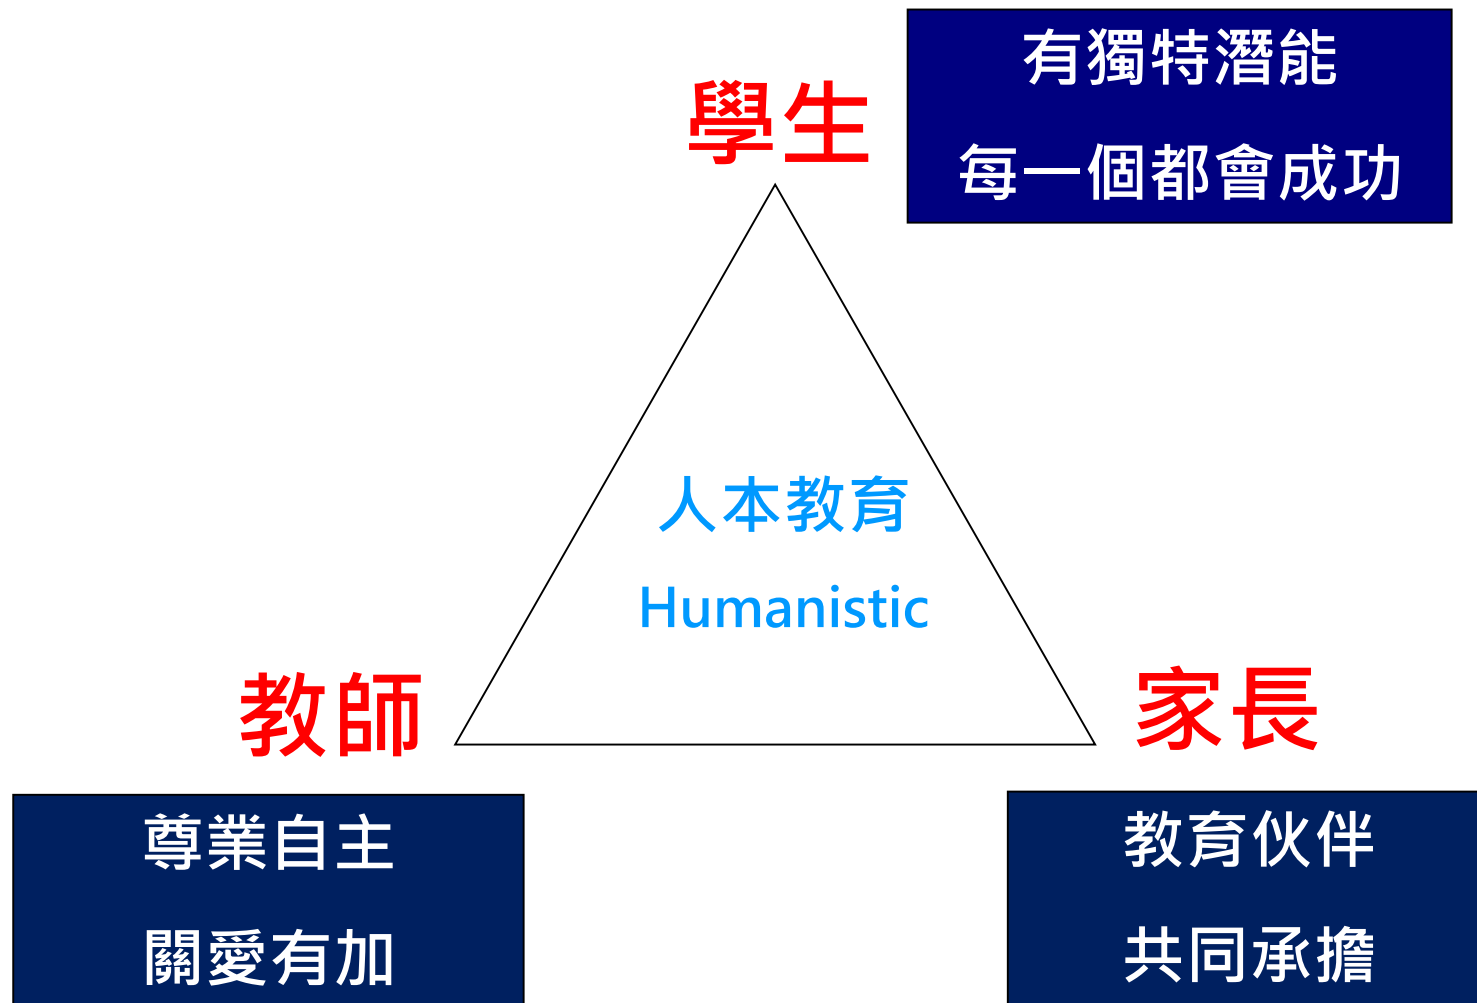 有獨特潛能
每一個都會成功
學生
人本教育
Humanistic
教師
家長
尊業自主
關愛有加
教育伙伴
共同承擔